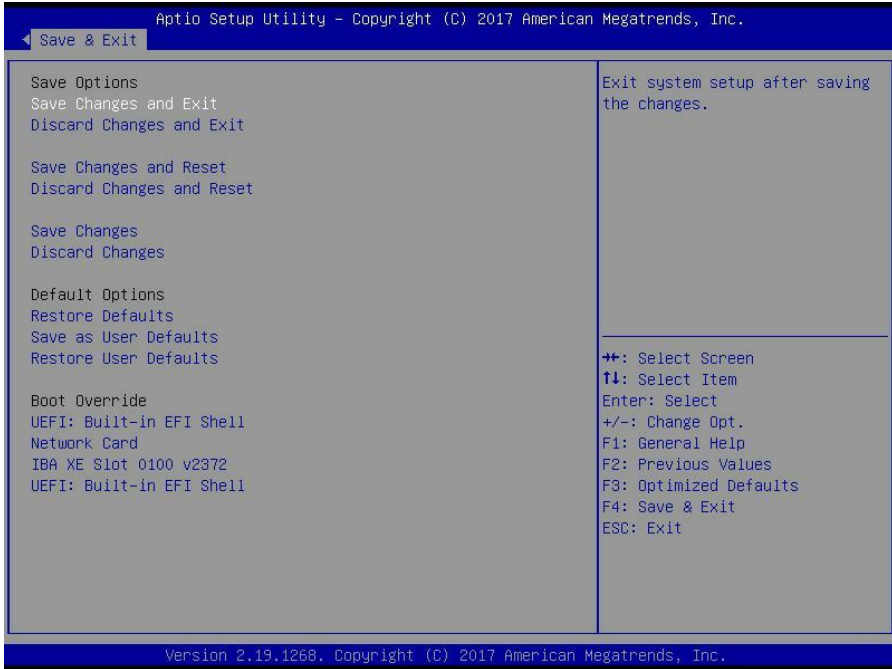 Aptio Setup Utility – Copyright (C) 2017 American Megatrends, Inc.
Save & Exit
Save Options
Save Changes and Exit
Discard Changes and Exit
Save Changes and Reset
Discard Changes and Reset
Save Changes
Discard Changes
Default Options
Restore Defaults
Save as User Defaults
Restore User Defaults
Boot Override
UEFI: Built-in EFI Shell
Network Card
IBA XE Slot 0100 v2372
UEFI: Built-in EFI Shell
Exit system setup after saving
the changes.
→←: Select Screen
↑↓: Select Item
Enter: Select
+/-: Change Opt.
F1: General Help
F2: Previous Values
F3: Optimized Defaults
F4: Save & Exit
ESC: Exit
Version 2.19.1268. Copyright (C) 2017 American Megatrends, Inc.